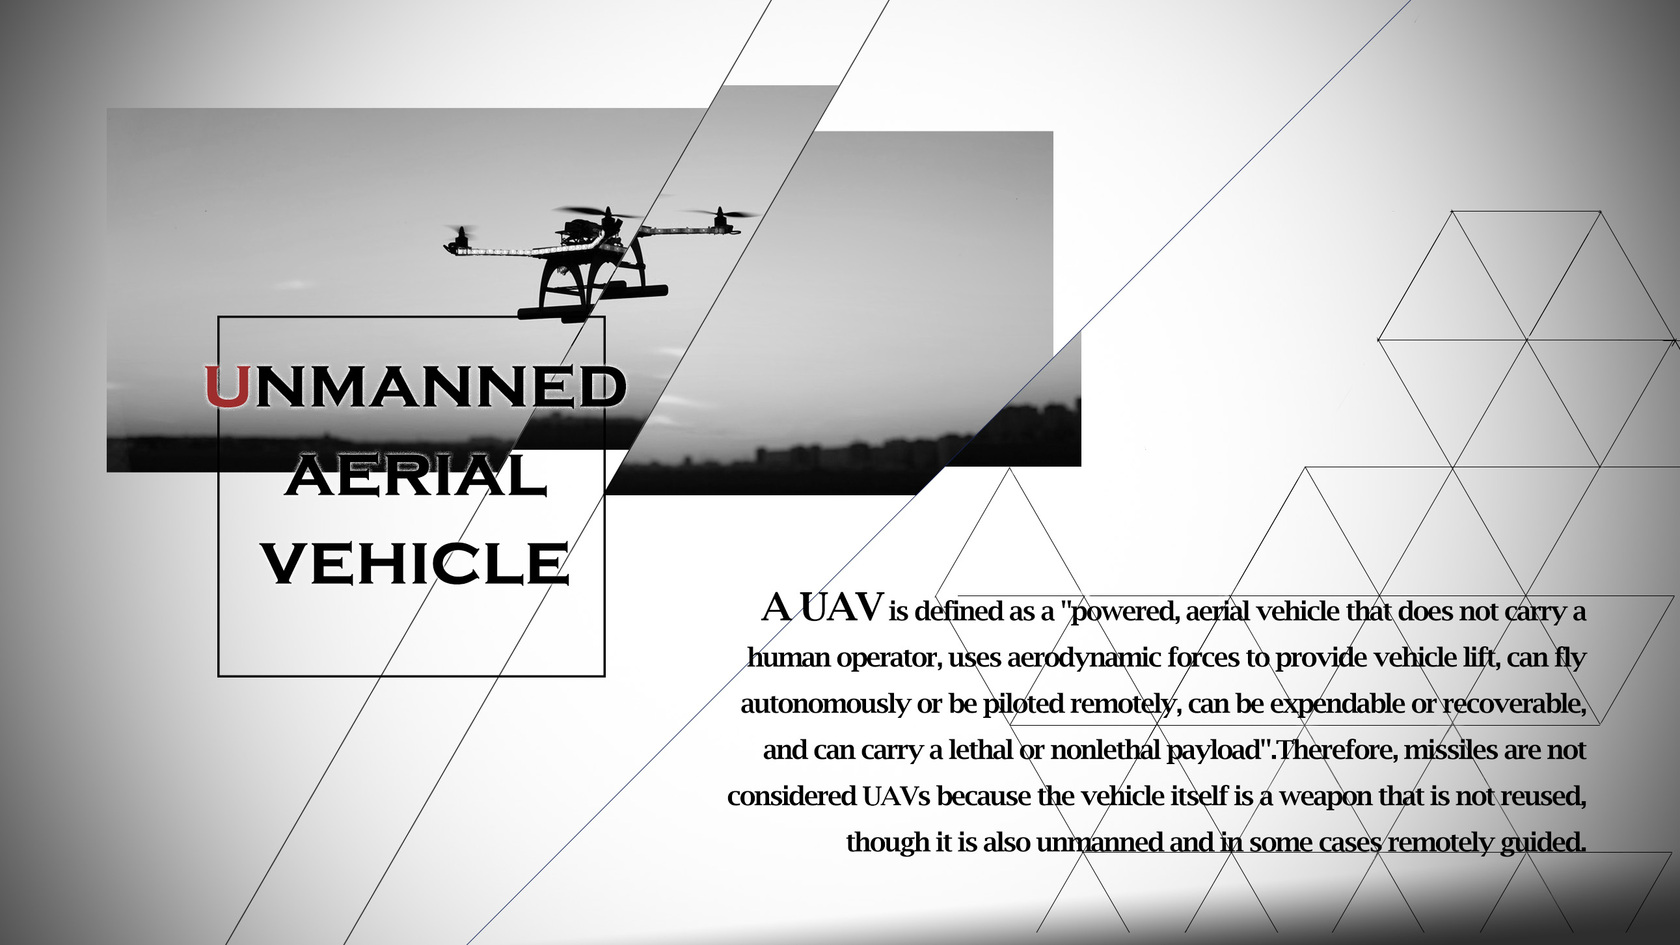 UNMANNED
AERIAL
VEHICLE
A UAV is defined as a "powered, aerial vehicle that does not carry a
human operator, uses aerodynamic forces to provide vehicle lift, can fly
autonomously or be piloted remotely, can be expendable or recoverable,
and can carry a lethal or nonlethal payload".Therefore, missiles are not
considered UAVs because the vehicle itself is a weapon that is not reused,
though it is also unmanned and in some cases remotely guided.